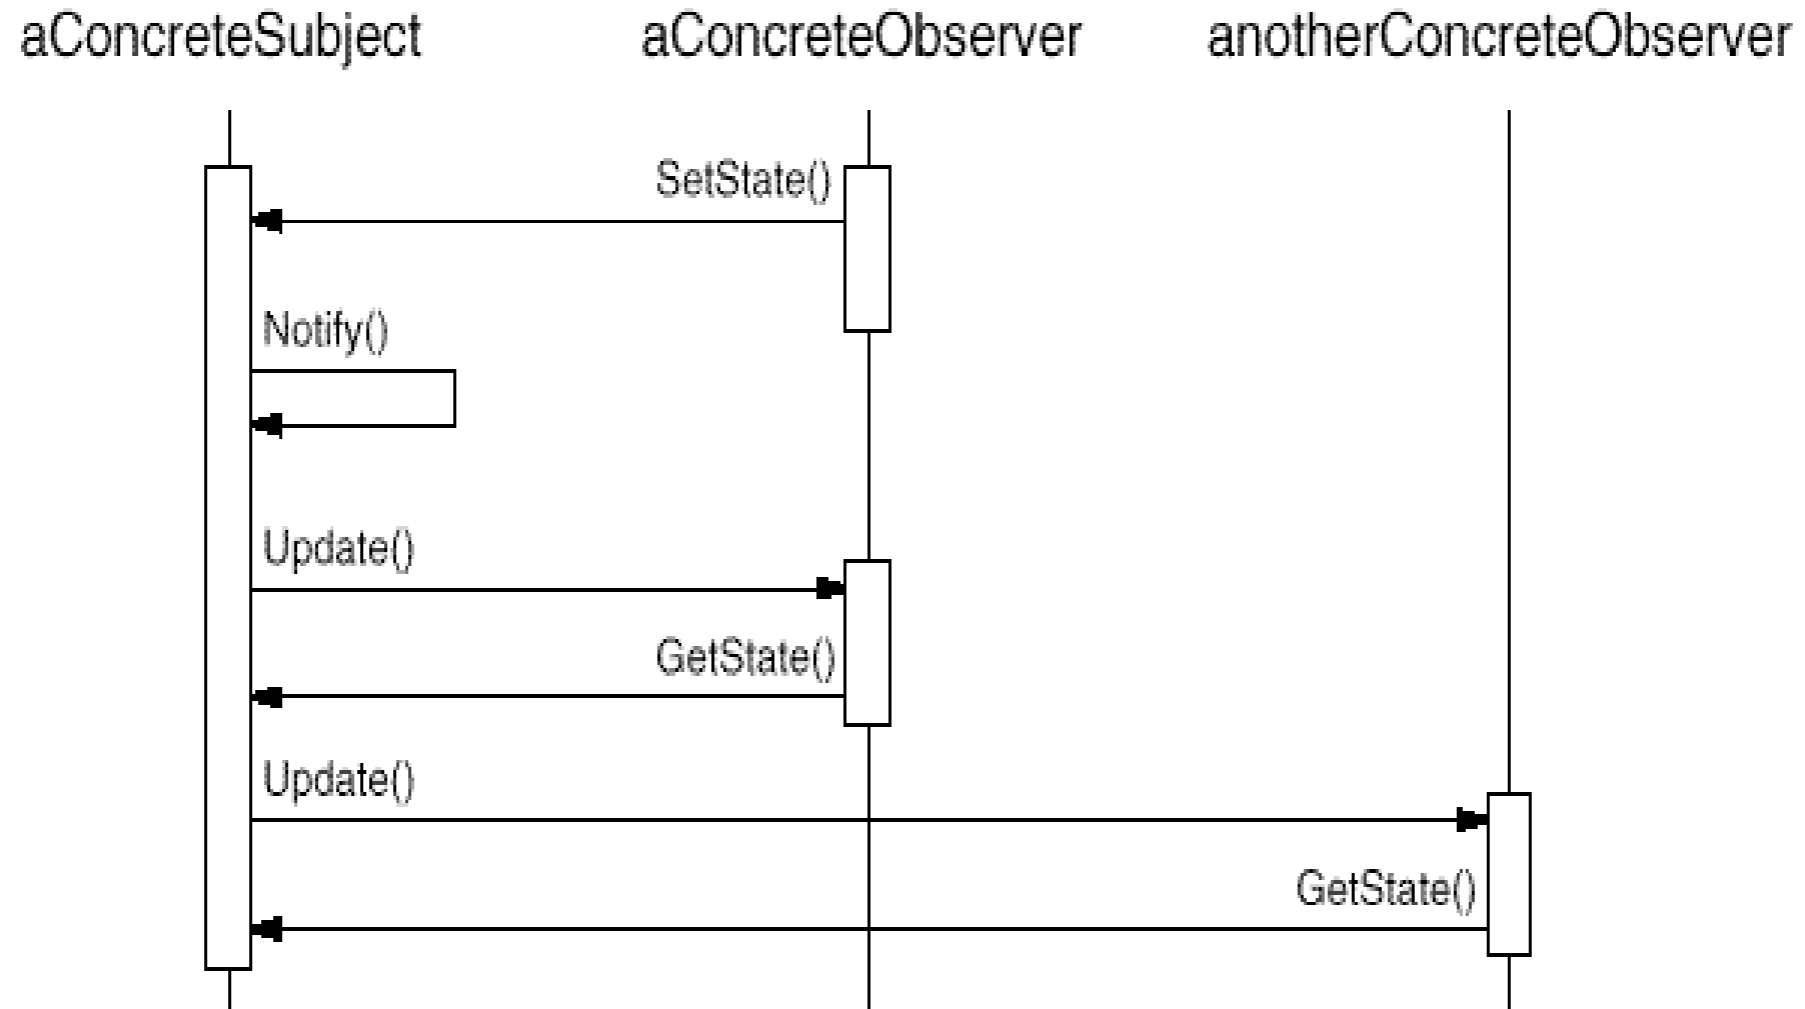 aConcreteSubject aConcreteObserver anotherConcreteObserver
SetState()
Notify()
Update()
GetState()
Update()
GetState()